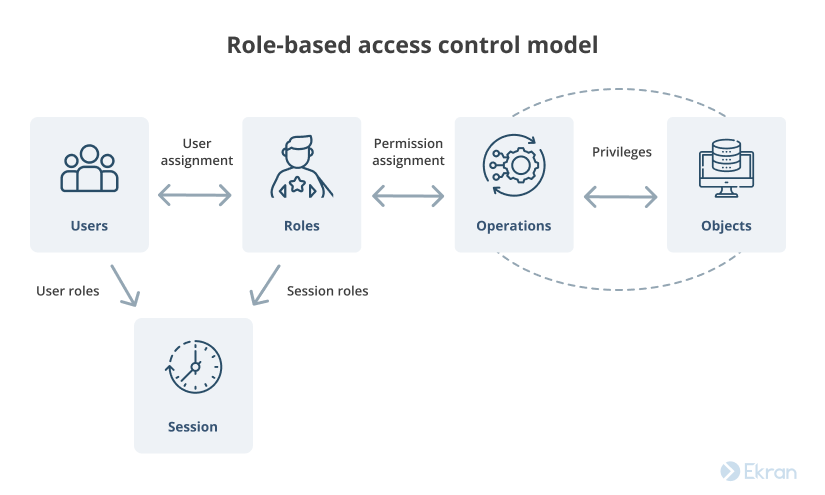 Role-based access control model
User
assignment
Permission
assignment
Privileges
Users
Roles
Operations
Objects
User roles
Session roles
Session
Ekran